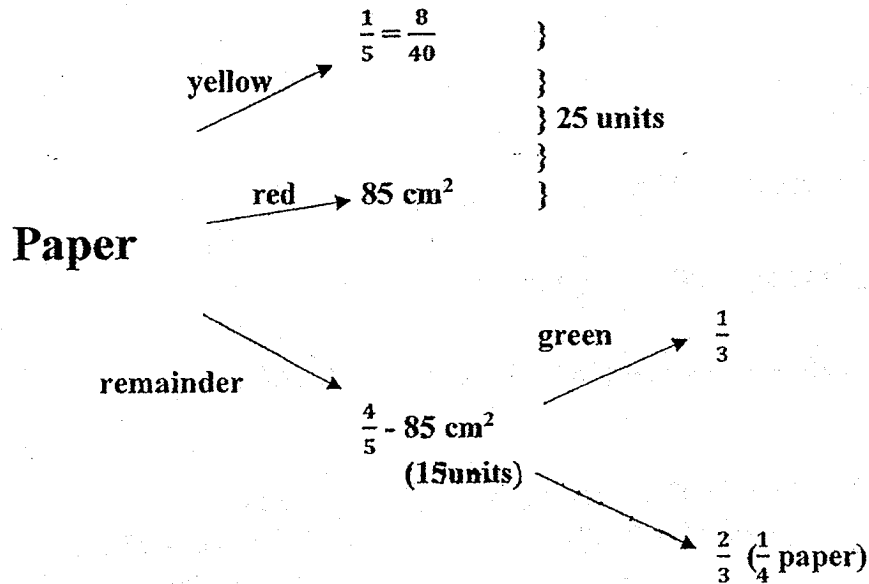 1/5 = 8/40 }
yellow }
} 25 units
}
red 85 cm² }
Paper
green 1/3
remainder
4/5 - 85 cm²
(15units)
2/3 (1/4 paper)